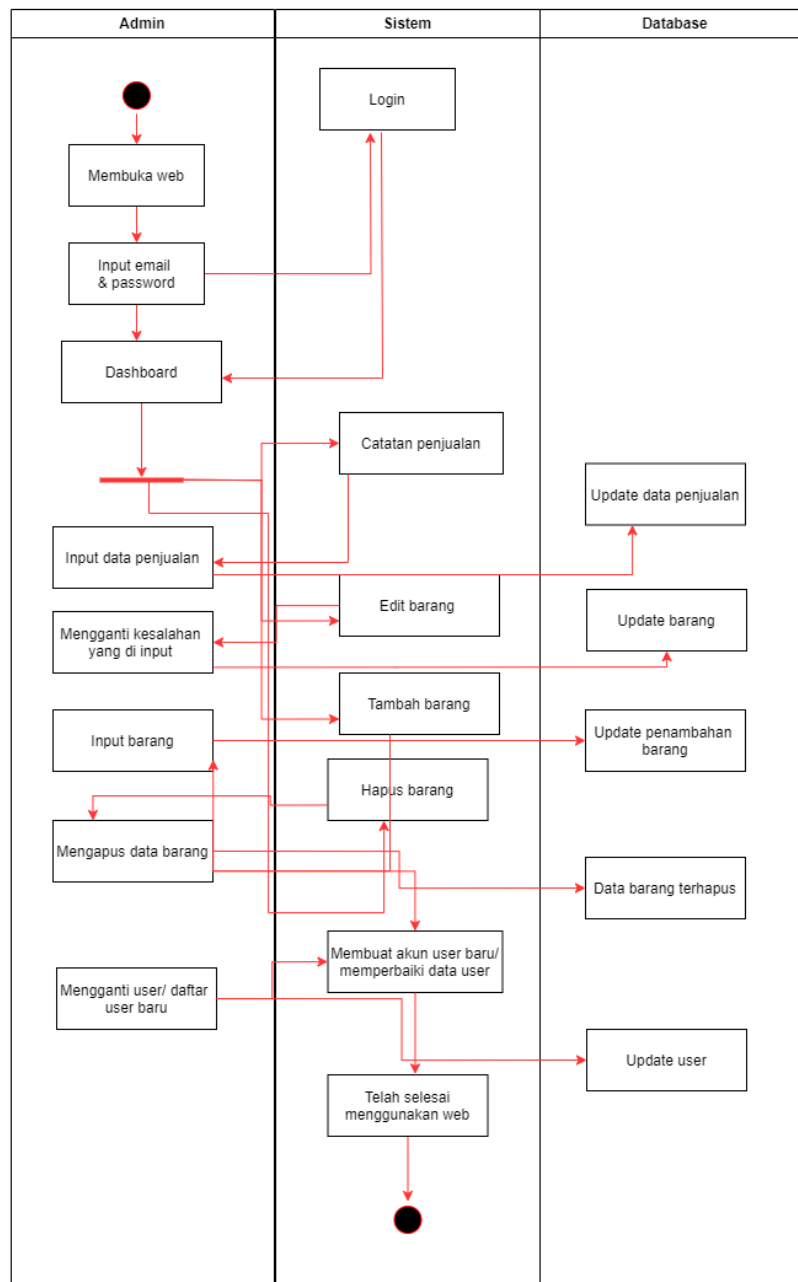 Admin
Sistem
Database
Login
Membuka web
Input email
& password
Dashboard
Catatan penjualan
Update data penjualan
Input data penjualan
Edit barang
Mengganti kesalahan
yang di input
Update barang
Tambah barang
Input barang
Update penambahan
barang
Hapus barang
Mengapus data barang
Data barang terhapus
Membuat akun user baru/
memperbaiki data user
Mengganti user/ daftar
user baru
Update user
Telah selesai
menggunakan web